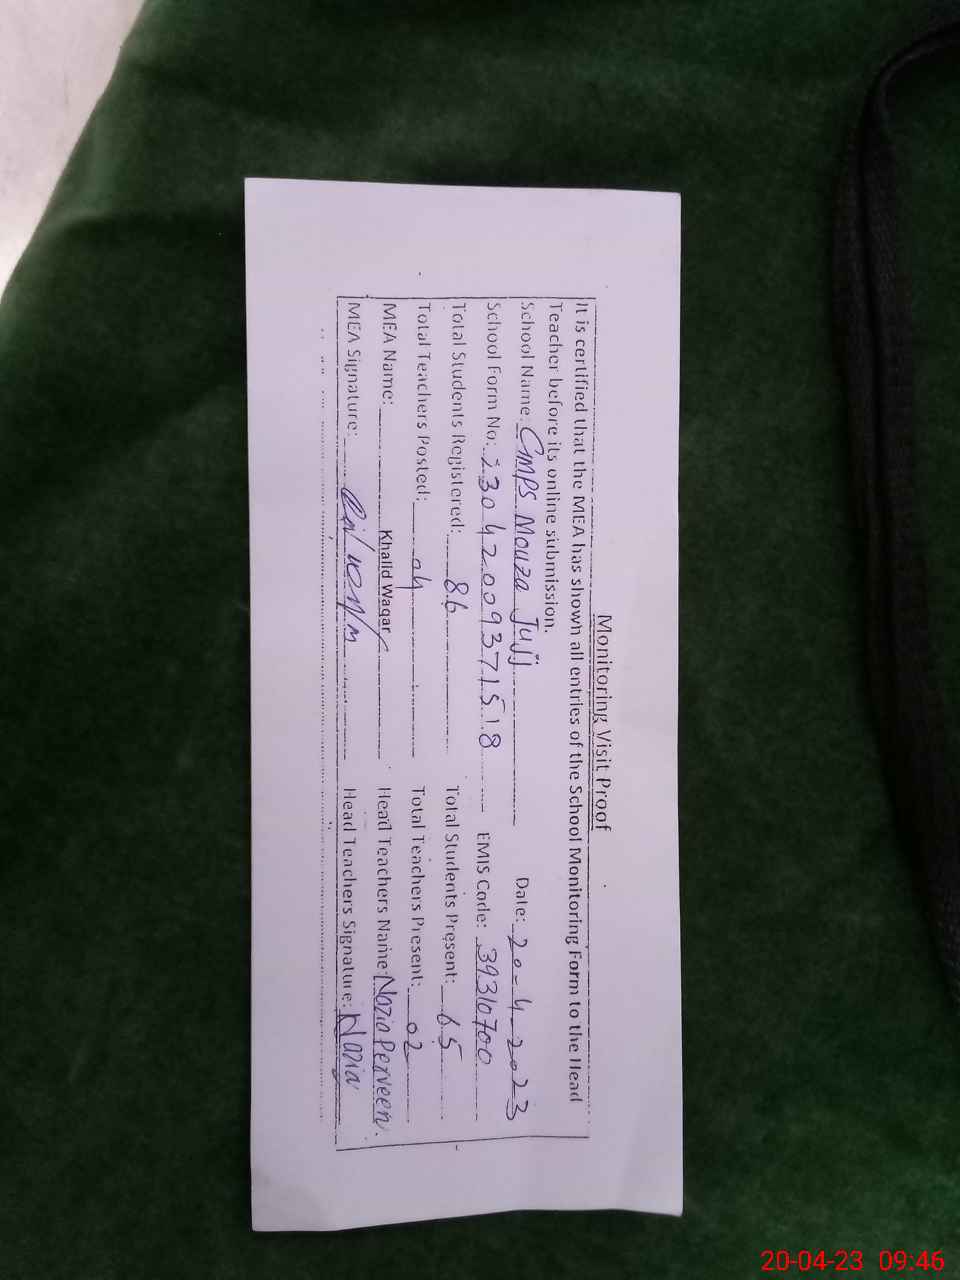 Monitoring Visit Proof
It is certified that the MEA has shown all entries of the School Monitoring Form to the Head
Teacher before its online submission.
School Name: GMPS Mouza Jujj Date: 20-4-2023
School Form No: 23042009371518 EMIS Code: 39310700
Total Students Registered: 86 Total Students Present: 65
Total Teachers Posted: 04 Total Teachers Present: 02
MEA Name: Khalid Waqar Head Teachers Name: Nazia Perveen
MEA Signature: Head Teachers Signature: Nazia
20-04-23 09:46